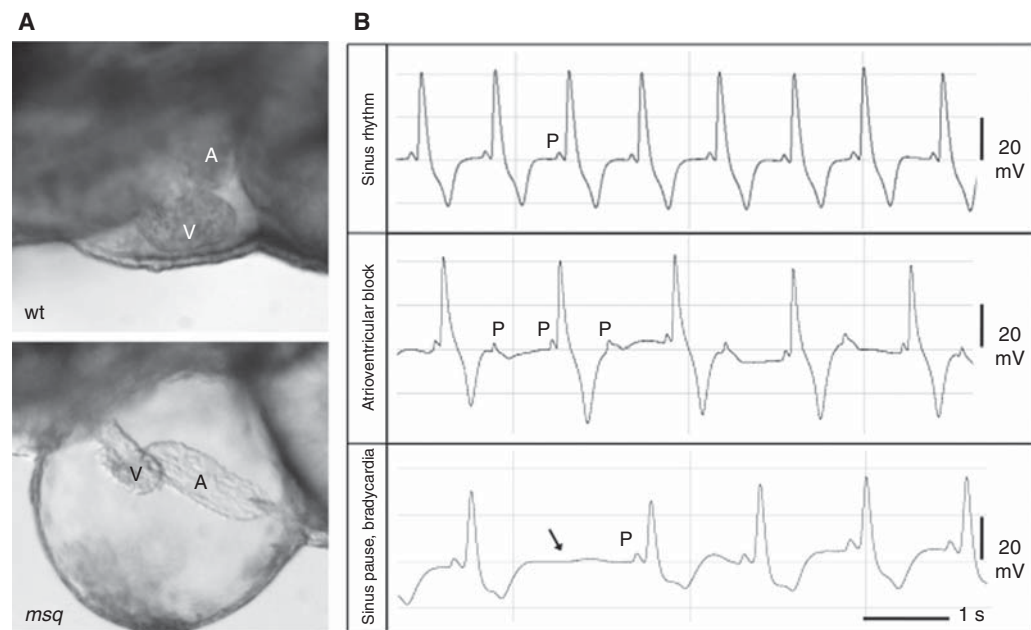 A
A
V
wt
V
A
msq
B
Sinus rhythm
P
20
mV
Atrioventricular block
P
P
P
20
mV
Sinus pause, bradycardia
P
20
mV
1 s